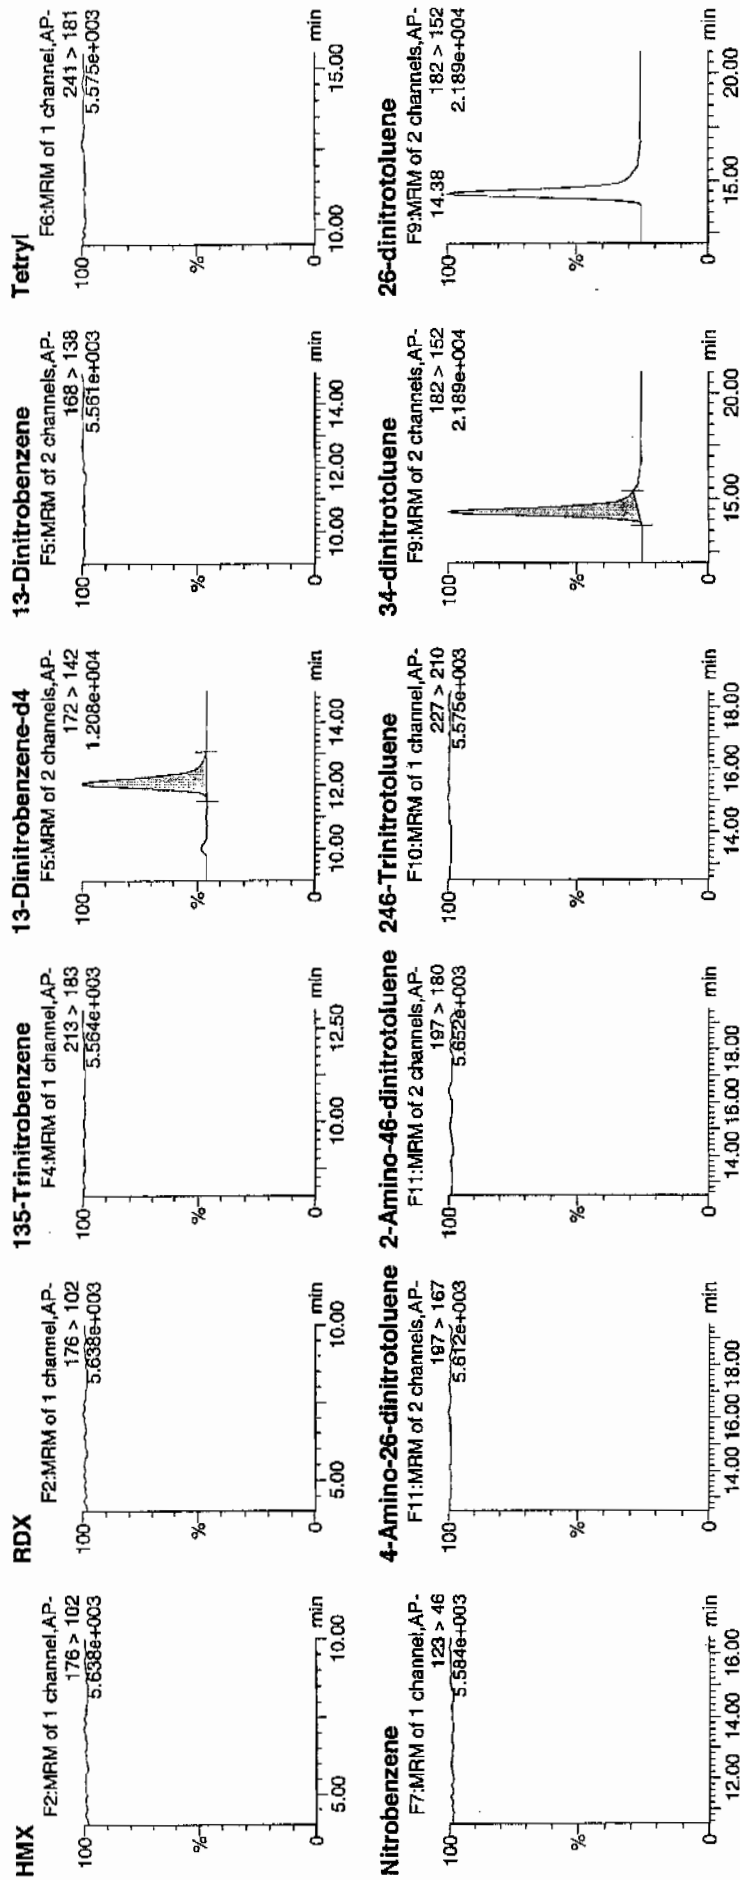 HMX
F2:MRM of 1 channel,AP-
176 > 102
5.638e+003
100
%
0
5.00 10.00 min
RDX
F2:MRM of 1 channel,AP-
176 > 102
5.638e+003
100
%
0
5.00 10.00 min
135-Trinitrobenzene
F4:MRM of 1 channel,AP-
213 > 183
5.564e+003
100
%
0
10.00 12.50 min
13-Dinitrobenzene-d4
F5:MRM of 2 channels,AP-
172 > 142
1.208e+004
100
%
0
10.00 12.00 14.00 min
13-Dinitrobenzene
F5:MRM of 2 channels,AP-
168 > 138
5.561e+003
100
%
0
10.00 12.00 14.00 min
Tetryl
F6:MRM of 1 channel,AP-
241 > 181
5.575e+003
100
%
0
10.00 15.00 min
Nitrobenzene
F7:MRM of 1 channel,AP-
123 > 46
5.584e+003
100
%
0
12.00 14.00 16.00 min
4-Amino-26-dinitrotoluene
F11:MRM of 2 channels,AP-
197 > 167
5.612e+003
100
%
0
14.00 16.00 18.00 min
2-Amino-46-dinitrotoluene
F11:MRM of 2 channels,AP-
197 > 180
5.652e+003
100
%
0
14.00 16.00 18.00 min
246-Trinitrotoluene
F10:MRM of 1 channel,AP-
227 > 210
5.575e+003
100
%
0
14.00 16.00 18.00 min
34-dinitrotoluene
F9:MRM of 2 channels,AP-
182 > 152
2.189e+004
100
%
0
15.00 20.00 min
26-dinitrotoluene
F9:MRM of 2 channels,AP-
14.38 182 > 152
2.189e+004
100
%
0
15.00 20.00 min